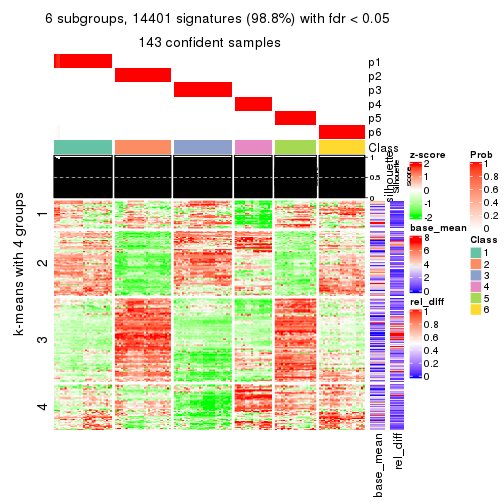 6 subgroups, 14401 signatures (98.8%) with fdr < 0.05
143 confident samples
p1
p2
p3
p4
p5
p6
Class
1
0.5
0
silhouette
Silhouette
score
k-means with 4 groups
1
2
3
4
base_mean
rel_diff
z-score
2
1
0
-1
-2
base_mean
8
6
4
2
0
rel_diff
1
0.8
0.6
0.4
0.2
0
Prob
1
0.8
0.6
0.4
0.2
0
Class
1
2
3
4
5
6